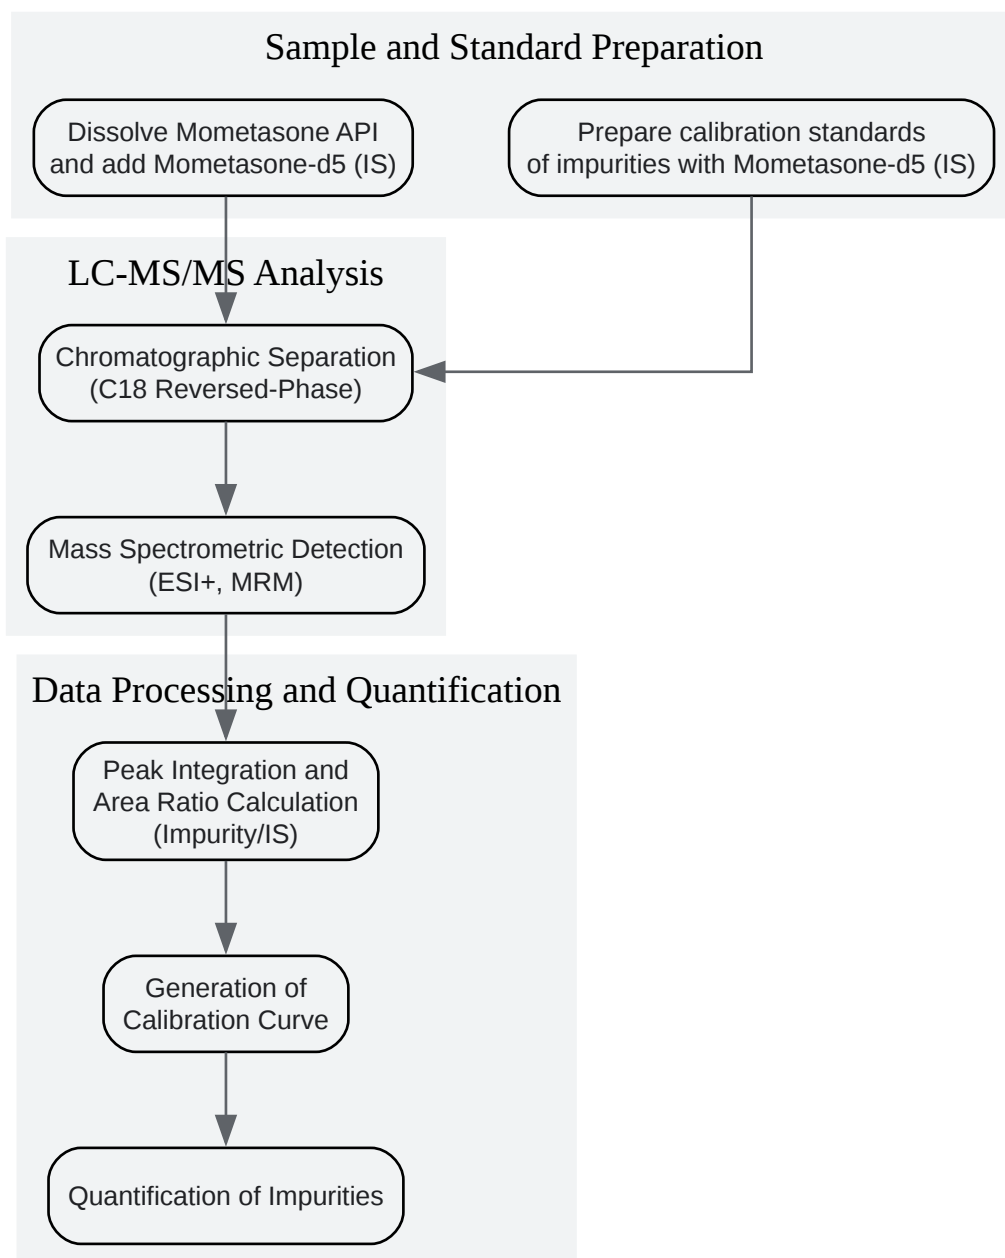 Sample and Standard Preparation
Dissolve Mometasone API
and add Mometasone-d5 (IS)
Prepare calibration standards
of impurities with Mometasone-d5 (IS)
LC-MS/MS Analysis
Chromatographic Separation
(C18 Reversed-Phase)
Mass Spectrometric Detection
(ESI+, MRM)
Data Processing and Quantification
Peak Integration and
Area Ratio Calculation
(Impurity/IS)
Generation of
Calibration Curve
Quantification of Impurities